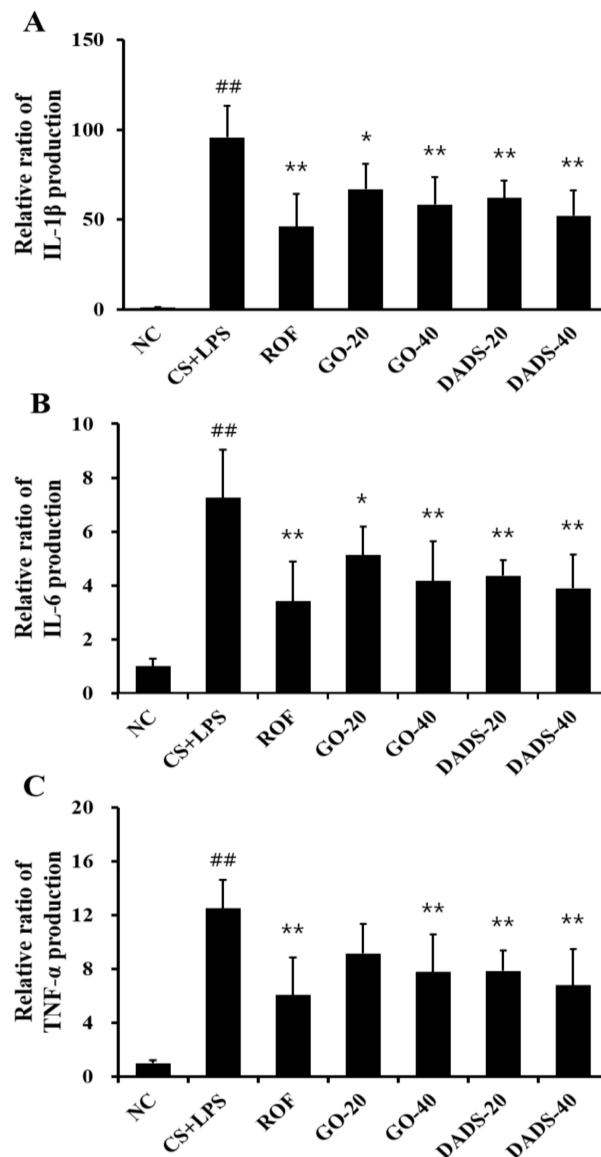 A
Relative ratio of
IL-1β production
150
100
50
0
##
**
*
**
**
**
NC
CS+LPS
ROF
GO-20
GO-40
DADS-20
DADS-40
B
Relative ratio of
IL-6 production
10
8
6
4
2
0
##
**
*
**
**
**
NC
CS+LPS
ROF
GO-20
GO-40
DADS-20
DADS-40
C
Relative ratio of
TNF-α production
20
16
12
8
4
0
##
**
**
**
**
NC
CS+LPS
ROF
GO-20
GO-40
DADS-20
DADS-40